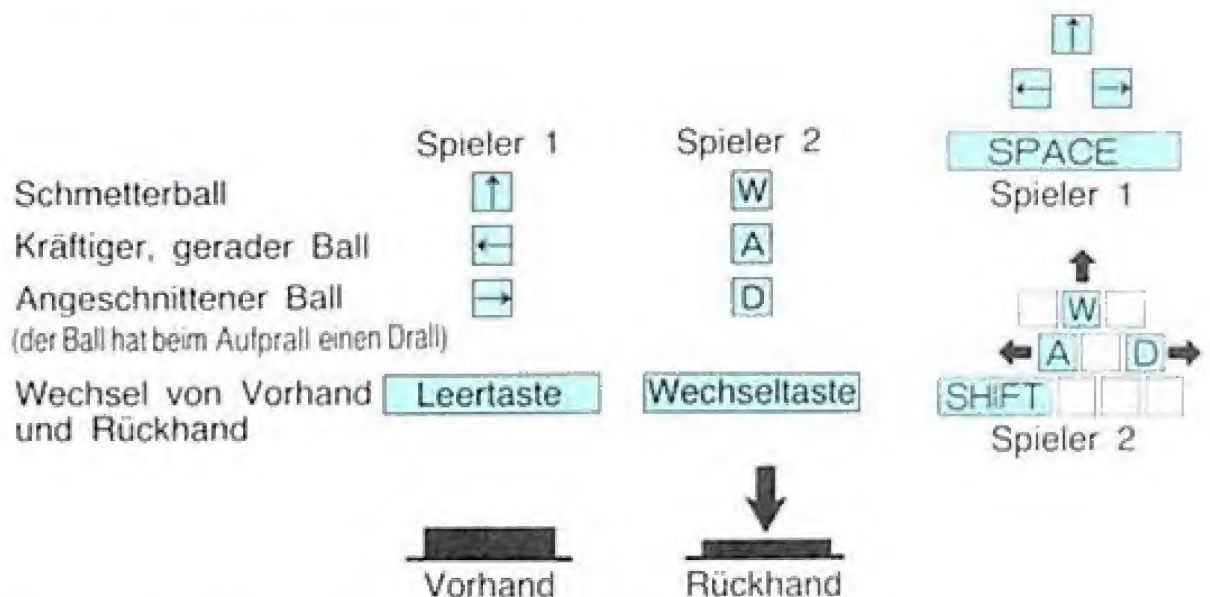 Spieler 1 Spieler 2
Schmetterball ↑ W
Kräftiger, gerader Ball ← A
Angeschnittener Ball → D
(der Ball hat beim Aufprall einen Drall)
Wechsel von Vorhand Leertaste Wechseltaste
und Rückhand
Vorhand Rückhand
↑
← →
SPACE
Spieler 1
W
A D
SHIFT
Spieler 2